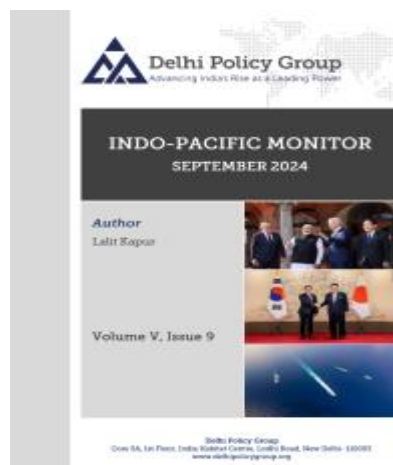 Delhi Policy Group
Advancing India's Rise as a Leading Power
INDO-PACIFIC MONITOR
SEPTEMBER 2024
Author
Lalit Kapur
Volume V, Issue 9
Delhi Policy Group
Core 5A, 1st Floor, India Habitat Centre, Lodhi Road, New Delhi- 110003
www.delhipolicygroup.org